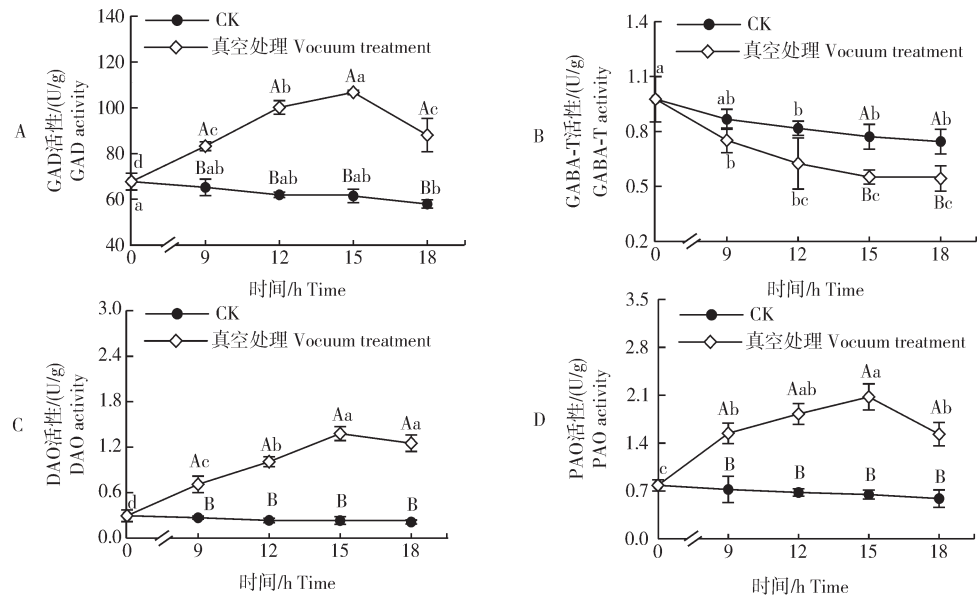 A
GAD活性/(U/g)
GAD activity
140
120
100
80
60
40
CK
真空处理 Vocuum treatment
d
a
Ac
Ab
Aa
Ac
Bab
Bab
Bab
Bb
0
9
12
15
18
时间/h Time
B
GABA-T活性/(U/g)
GABA-T activity
1.4
1.1
0.8
0.5
0.2
CK
真空处理 Vocuum treatment
a
ab
b
Ab
Ab
b
bc
Bc
Bc
0
9
12
15
18
时间/h Time
C
DAO活性/(U/g)
DAO activity
3.0
2.4
1.8
1.2
0.6
0.0
CK
真空处理 Vocuum treatment
d
Ac
Ab
Aa
Aa
B
B
B
B
0
9
12
15
18
时间/h Time
D
PAO活性/(U/g)
PAO activity
3.5
2.8
2.1
1.4
0.7
0.0
CK
真空处理 Vocuum treatment
c
Ab
Aab
Aa
Ab
B
B
B
B
0
9
12
15
18
时间/h Time